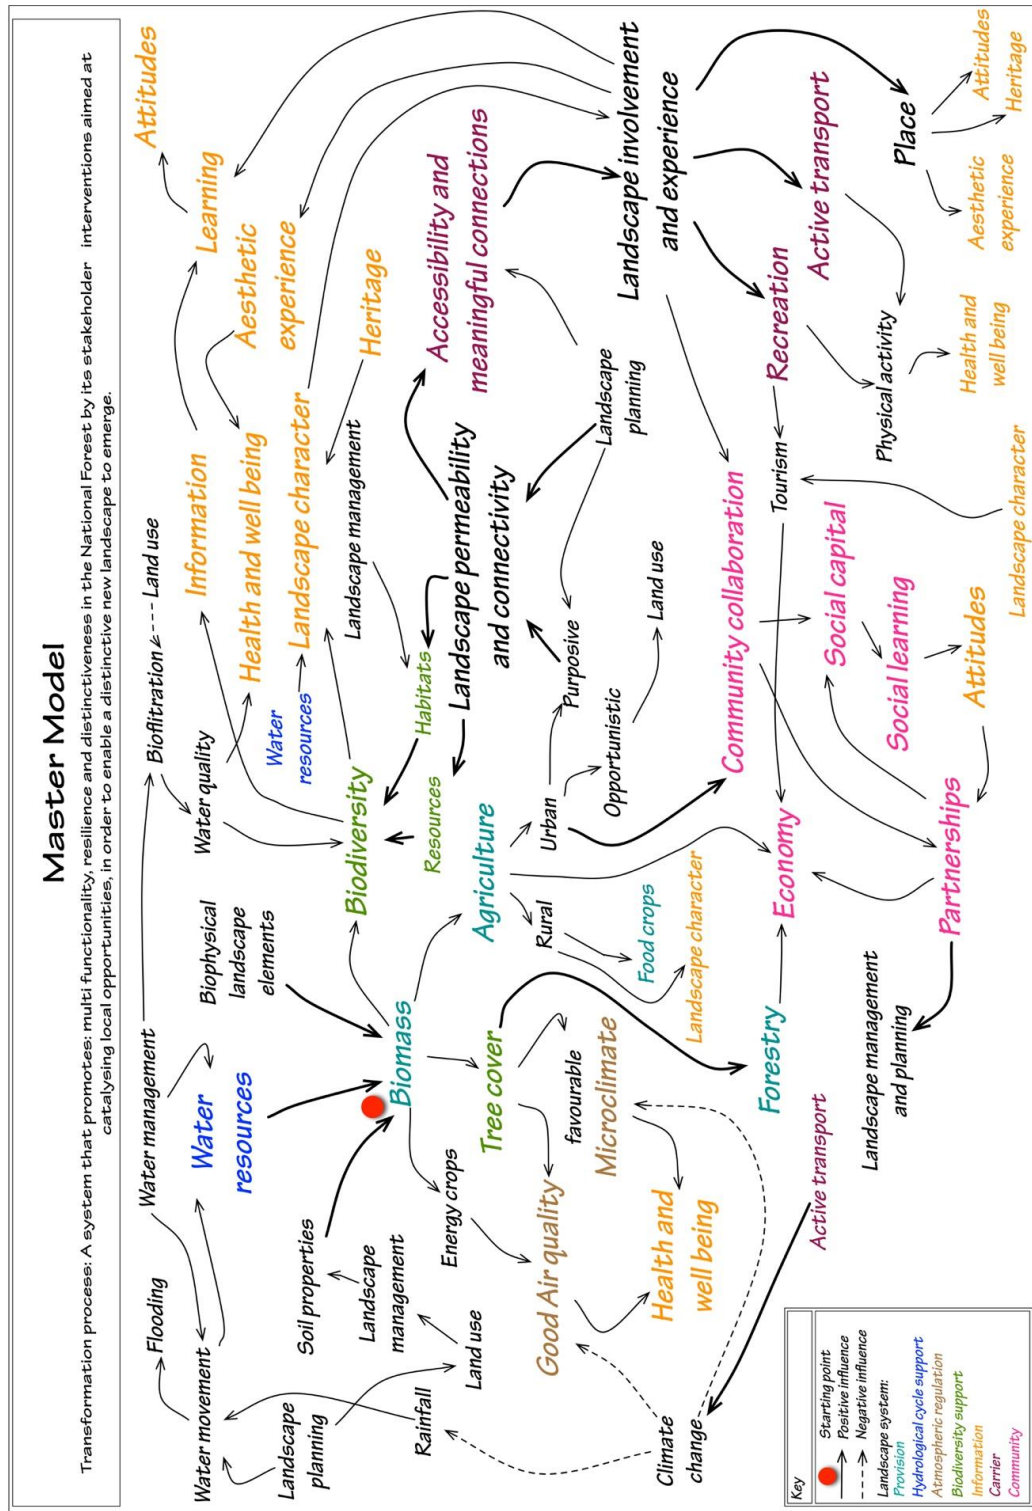 Master Model
Transformation process: A system that promotes: multi functionality, resilience and distinctiveness in the National Forest by its stakeholder interventions aimed at
catalysing local opportunities, in order to enable a distinctive new landscape to emerge.
Flooding
Water management
Biofiltration
Land use
Attitudes
Water movement
Water
resources
Water quality
Information
Learning
Landscape
planning
Biophysical
landscape
elements
Health and well being
Aesthetic
experience
Water
resources
Landscape character
Soil properties
Rainfall
Landscape
management
Land use
Biomass
Biodiversity
Habitats
Landscape management
Heritage
Resources
Landscape permeability
and connectivity
Accessibility and
meaningful connections
Energy crops
Tree cover
Agriculture
Rural
Urban
Purposive
Opportunistic
Landscape
planning
Land use
Good Air quality
favourable
Microclimate
Food crops
Landscape character
Landscape involvement
and experience
Health and
well being
Climate
change
Community collaboration
Forestry
Economy
Tourism
Recreation
Active transport
Active transport
Social capital
Social learning
Physical activity
Place
Landscape management
and planning
Partnerships
Attitudes
Landscape character
Health and
well being
Aesthetic
experience
Attitudes
Heritage
Key
Starting point
Positive influence
Negative influence
Landscape system:
Provision
Hydrological cycle support
Atmospheric regulation
Biodiversity support
Information
Carrier
Community